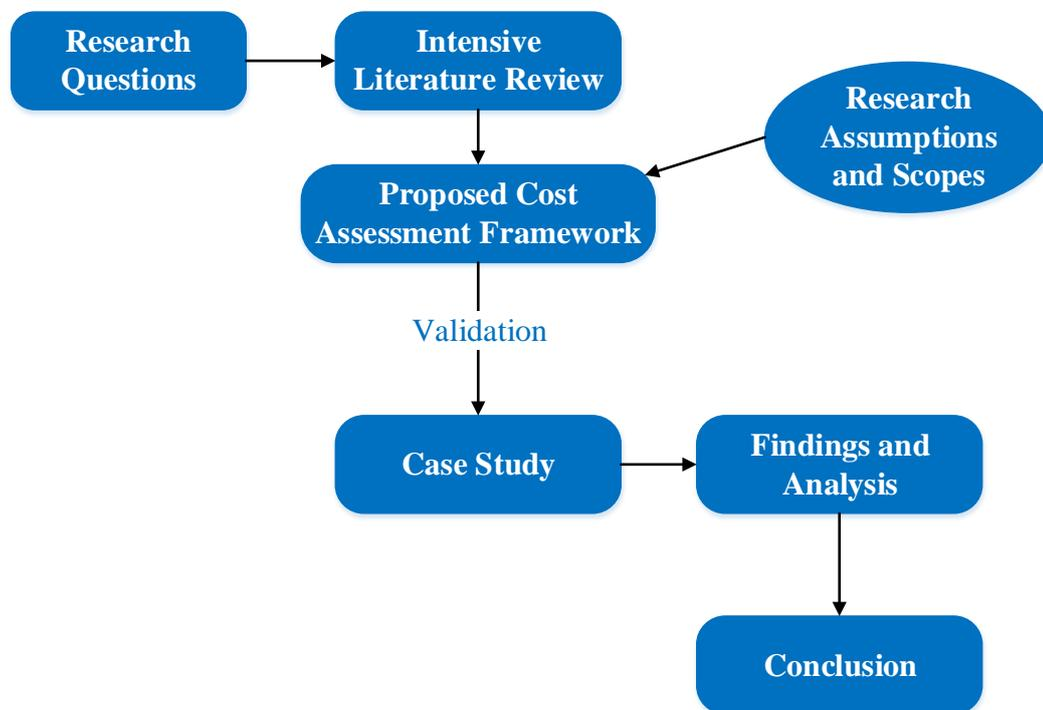 Research
Questions
Intensive
Literature Review
Research
Assumptions
and Scopes
Proposed Cost
Assessment Framework
Validation
Case Study
Findings and
Analysis
Conclusion